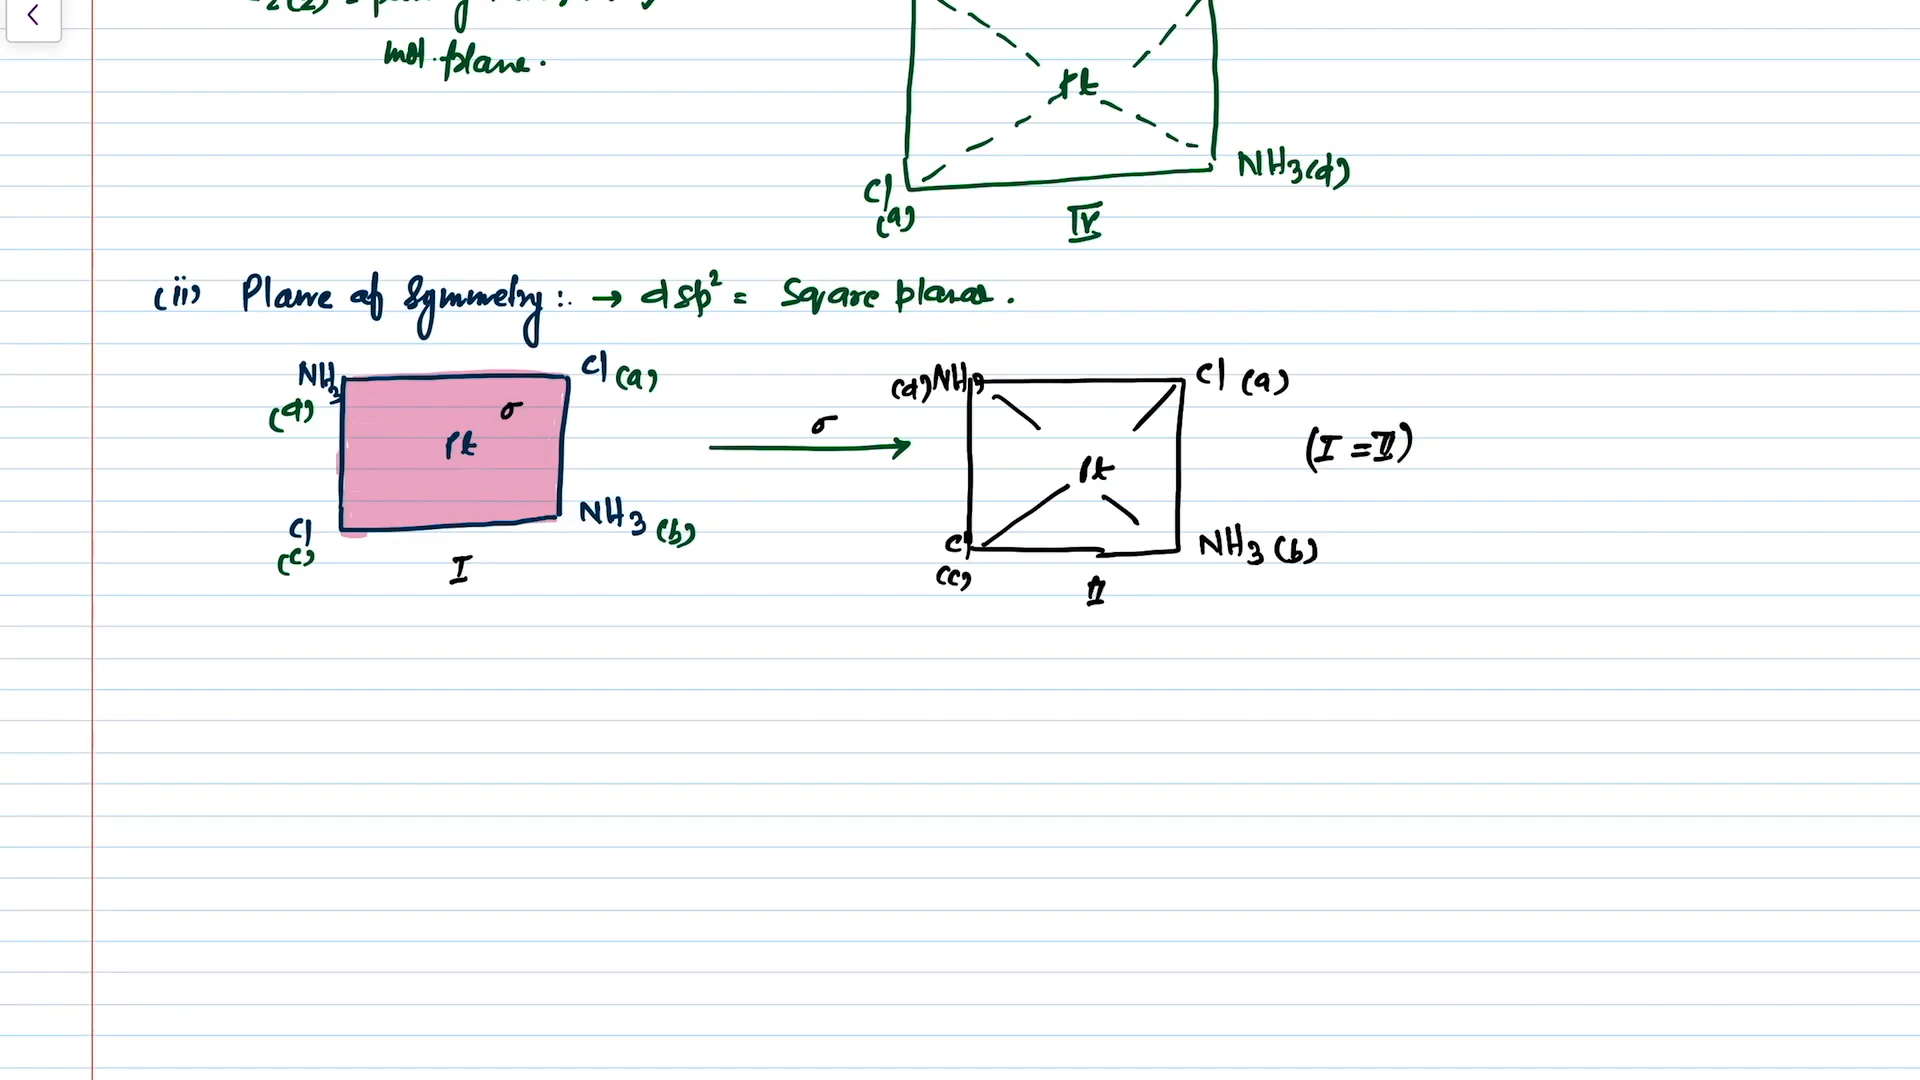 mol. plane.
Pt
NH3(d)
Cl
(a)
IV
(ii) Plane of Symmetry :. → dsp² = Square planar.
NH3 Cl (a)
(d) σ
Pt
Cl NH3 (b)
(c)
I
σ
(d) NH3 Cl (a)
Pt (I = II)
Cl NH3 (b)
(c)
II